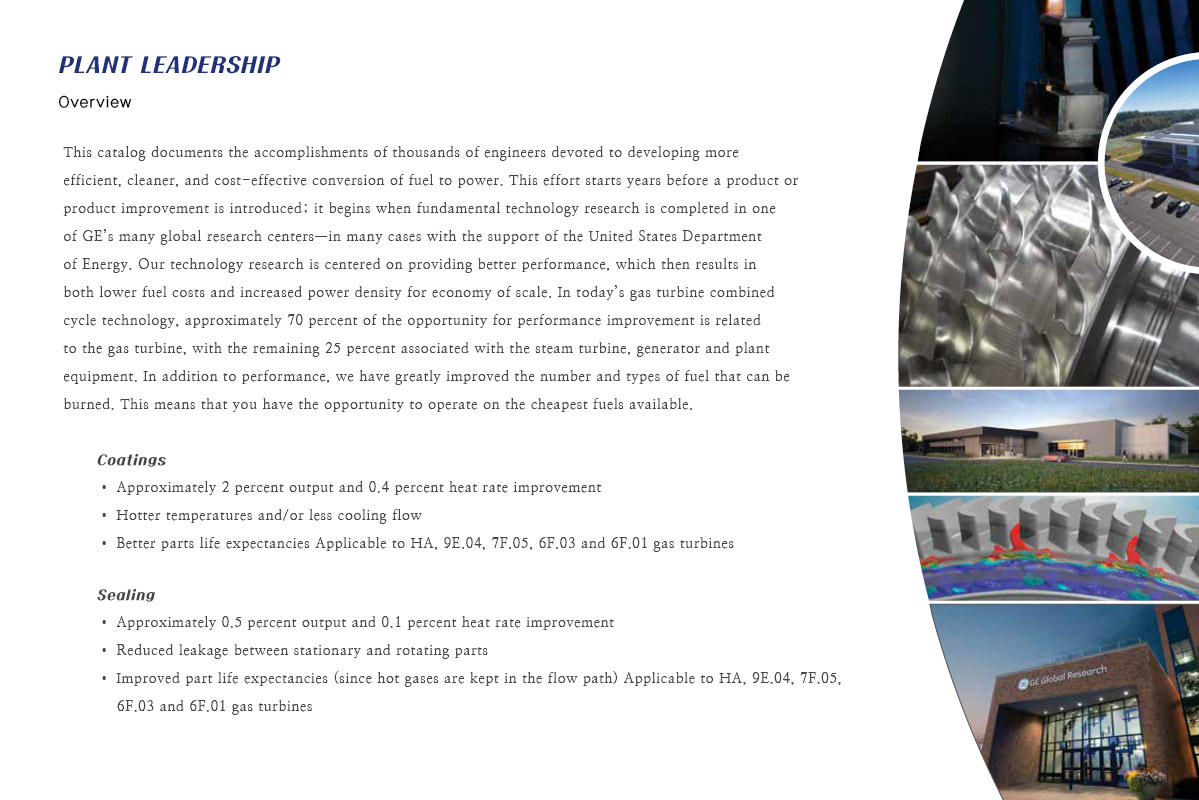 PLANT LEADERSHIP
Overview
This catalog documents the accomplishments of thousands of engineers devoted to developing more
efficient, cleaner, and cost-effective conversion of fuel to power. This effort starts years before a product or
product improvement is introduced; it begins when fundamental technology research is completed in one
of GE's many global research centers—in many cases with the support of the United States Department
of Energy. Our technology research is centered on providing better performance, which then results in
both lower fuel costs and increased power density for economy of scale. In today's gas turbine combined
cycle technology, approximately 70 percent of the opportunity for performance improvement is related
to the gas turbine, with the remaining 25 percent associated with the steam turbine, generator and plant
equipment. In addition to performance, we have greatly improved the number and types of fuel that can be
burned. This means that you have the opportunity to operate on the cheapest fuels available.
Coatings
• Approximately 2 percent output and 0.4 percent heat rate improvement
• Hotter temperatures and/or less cooling flow
• Better parts life expectancies Applicable to HA, 9E.04, 7F.05, 6F.03 and 6F.01 gas turbines
Sealing
• Approximately 0.5 percent output and 0.1 percent heat rate improvement
• Reduced leakage between stationary and rotating parts
• Improved part life expectancies (since hot gases are kept in the flow path) Applicable to HA, 9E.04, 7F.05,
6F.03 and 6F.01 gas turbines
GE Global Research